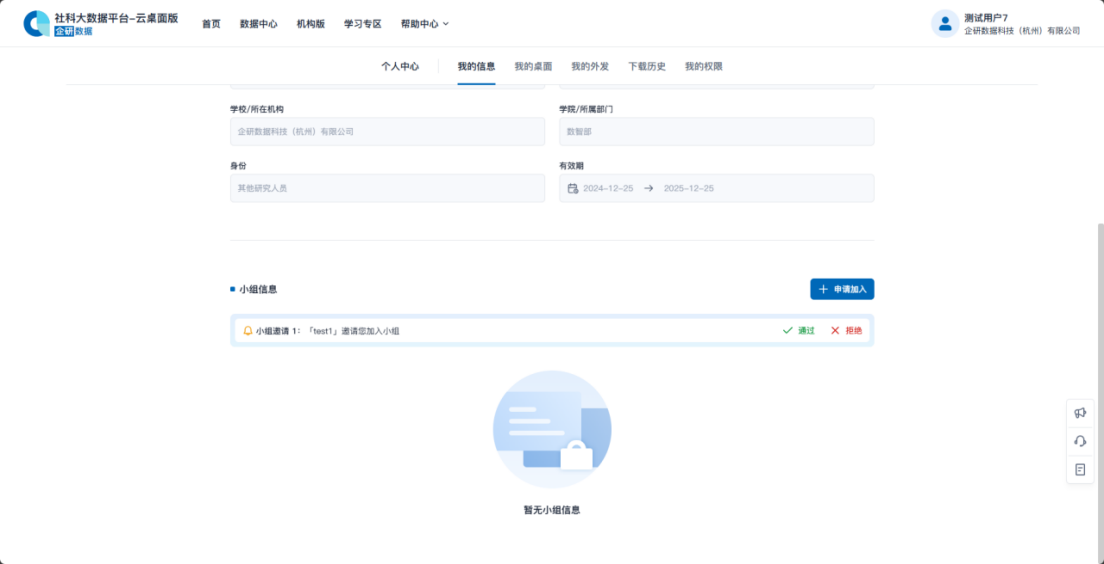 社科大数据平台-云桌面版
企研数据
首页 数据中心 机构版 学习专区 帮助中心
测试用户7
企研数据科技（杭州）有限公司
个人中心 我的信息 我的桌面 我的外发 下载历史 我的权限
学校/所在机构 学院/所属部门
企研数据科技（杭州）有限公司 数智部
身份 有效期
其他研究人员 2024-12-25 → 2025-12-25
小组信息 申请加入
小组邀请 1： 「test1」邀请您加入小组 通过 拒绝
暂无小组信息